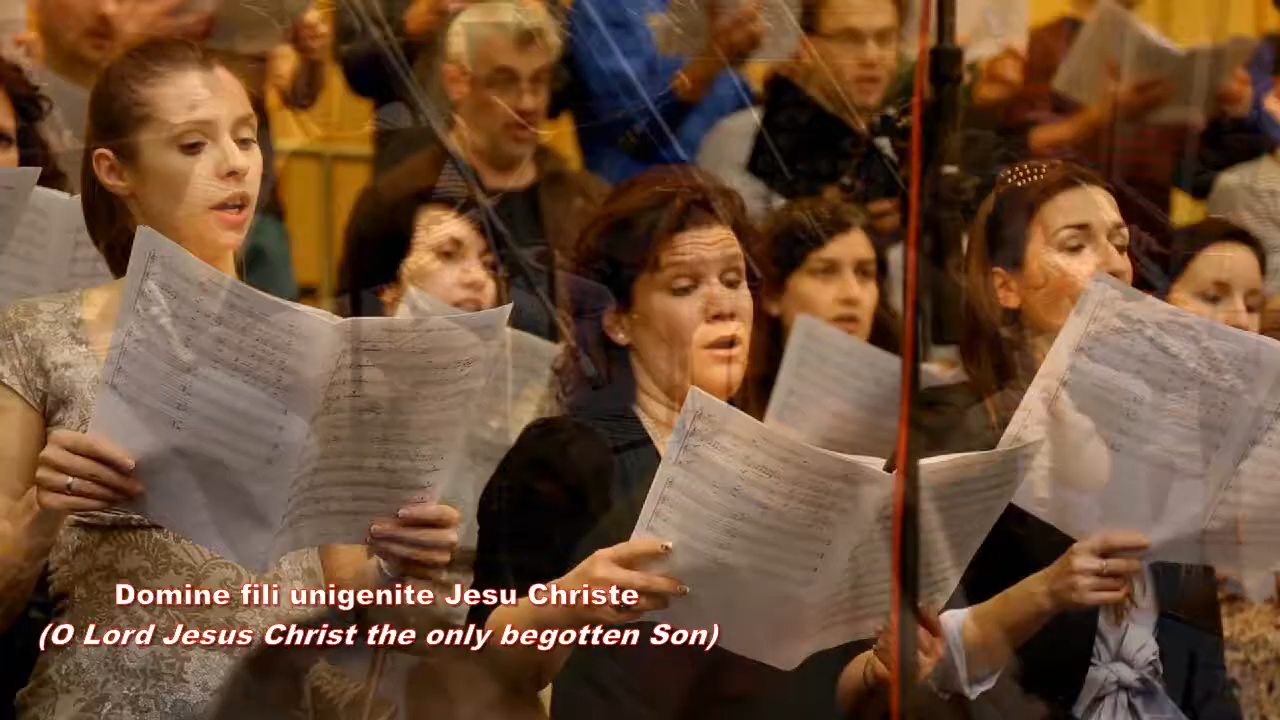 Domine fili unigenite Jesu Christe
(O Lord Jesus Christ the only begotten Son)